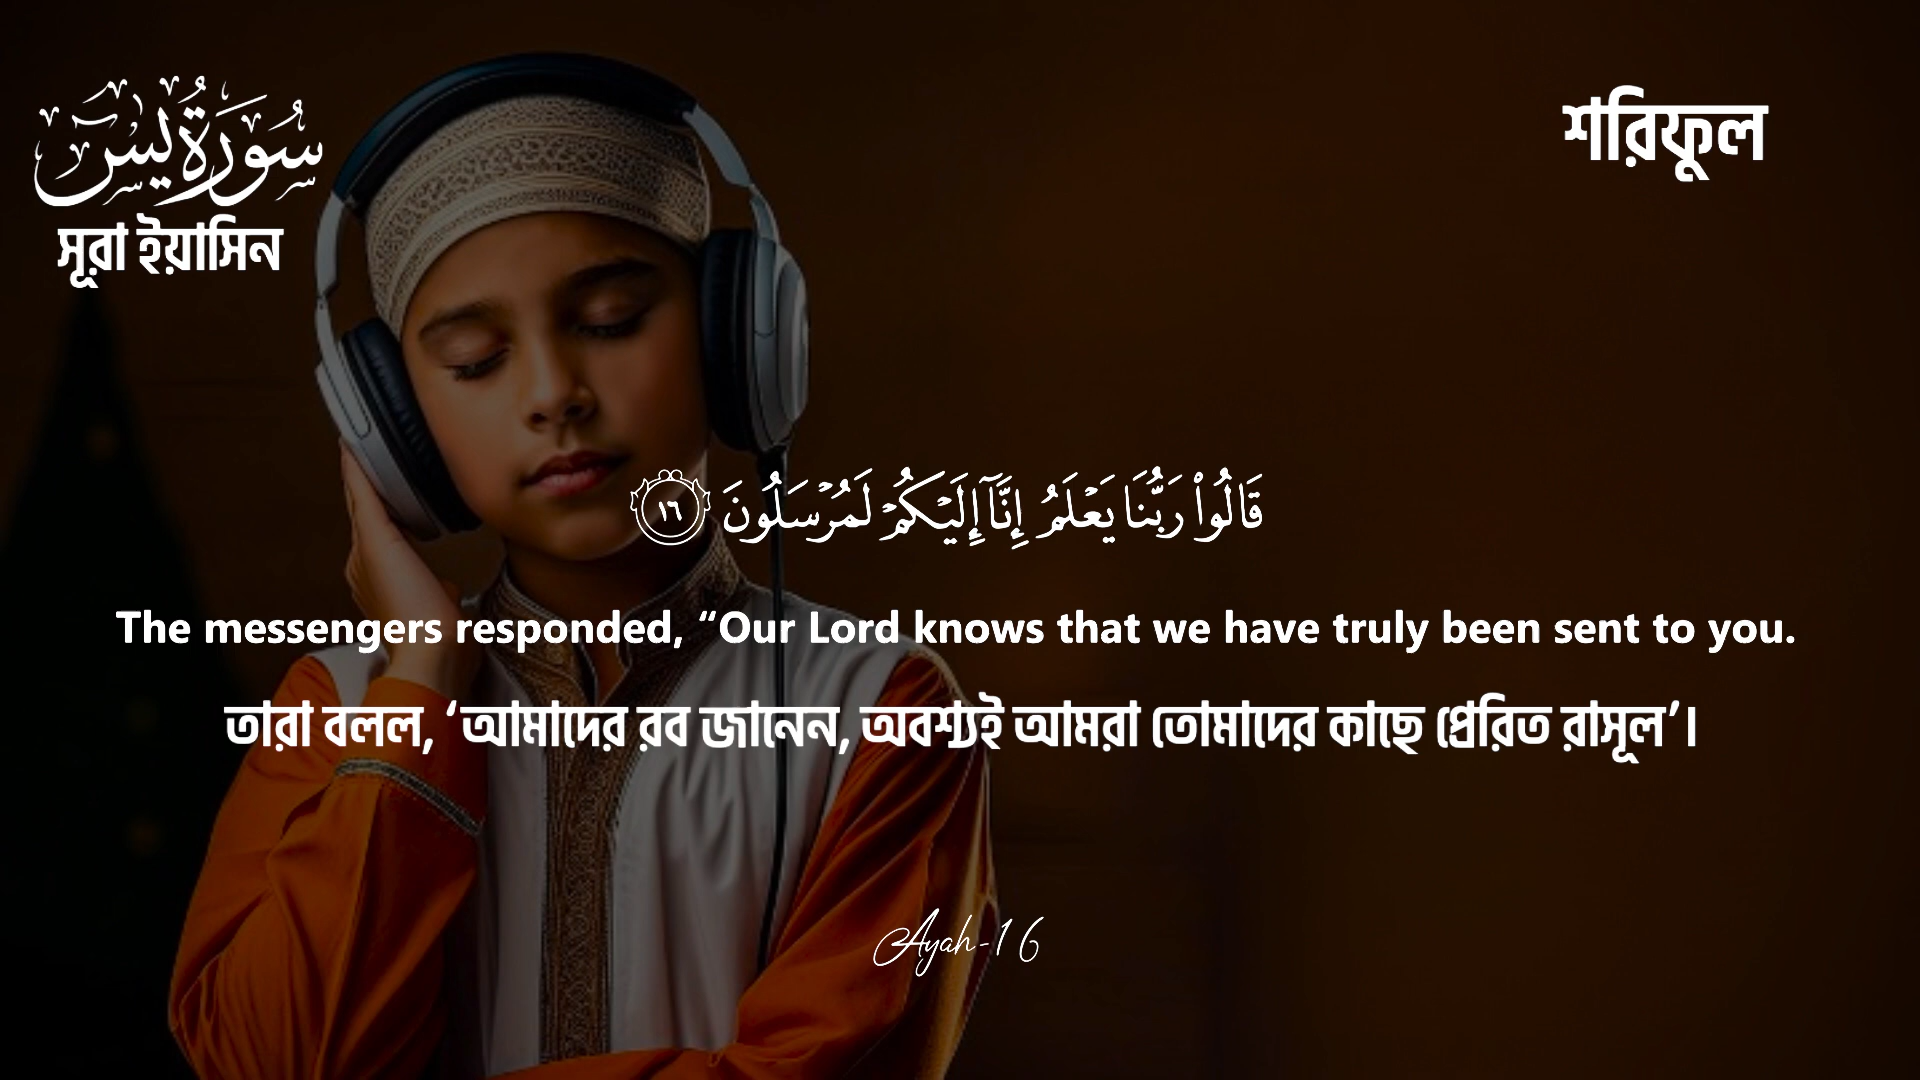 سُورَةُ يسٓ
সূরা ইয়াসিন
শরিফুল
قَالُوا۟ رَبُّنَا يَعْلَمُ إِنَّآ إِلَيْكُمْ لَمُرْسَلُونَ ١٦
The messengers responded, “Our Lord knows that we have truly been sent to you.
তারা বলল, ‘আমাদের রব জানেন, অবশ্যই আমরা তোমাদের কাছে প্রেরিত রাসূল’।
Ayah-16